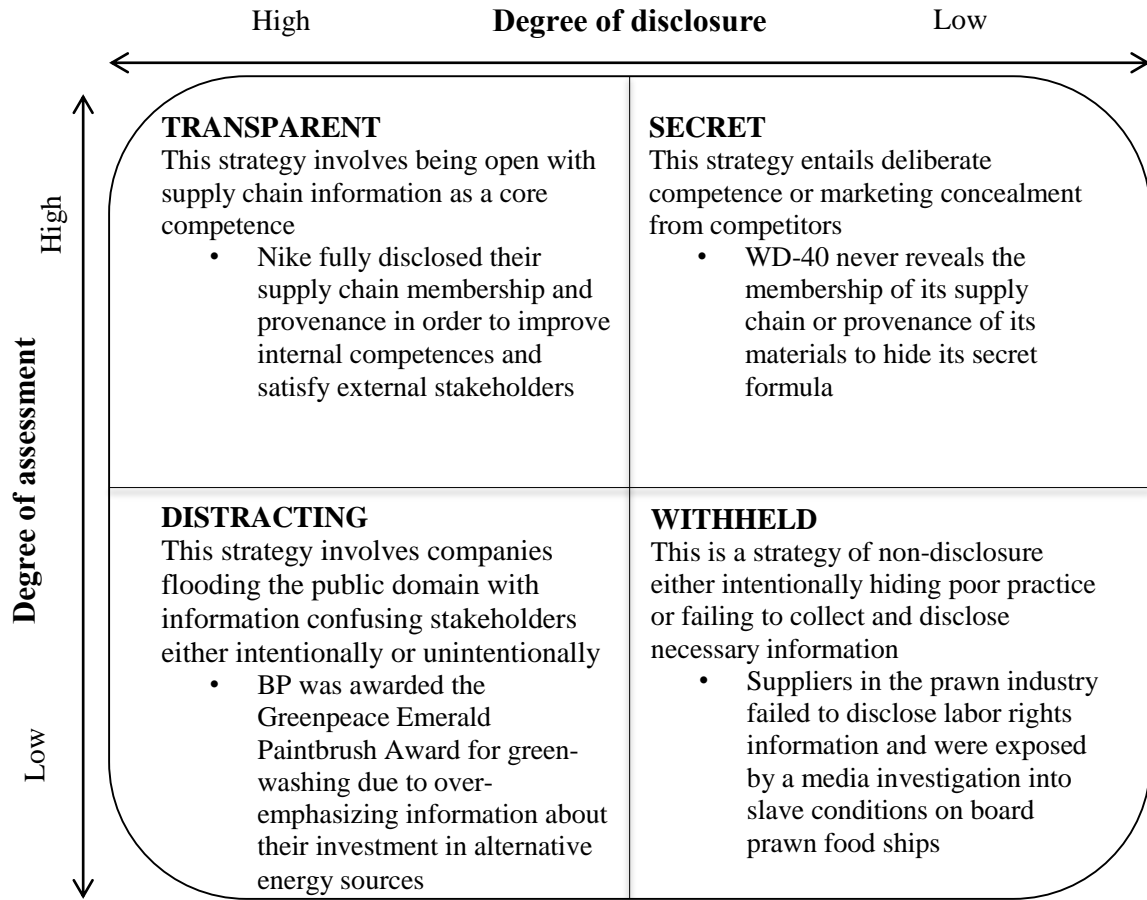 High Degree of disclosure Low
High
Degree of assessment
Low
TRANSPARENT
This strategy involves being open with
supply chain information as a core
competence
• Nike fully disclosed their
supply chain membership and
provenance in order to improve
internal competences and
satisfy external stakeholders
SECRET
This strategy entails deliberate
competence or marketing concealment
from competitors
• WD-40 never reveals the
membership of its supply
chain or provenance of its
materials to hide its secret
formula
DISTRACTING
This strategy involves companies
flooding the public domain with
information confusing stakeholders
either intentionally or unintentionally
• BP was awarded the
Greenpeace Emerald
Paintbrush Award for green-
washing due to over-
emphasizing information about
their investment in alternative
energy sources
WITHHELD
This is a strategy of non-disclosure
either intentionally hiding poor practice
or failing to collect and disclose
necessary information
• Suppliers in the prawn industry
failed to disclose labor rights
information and were exposed
by a media investigation into
slave conditions on board
prawn food ships